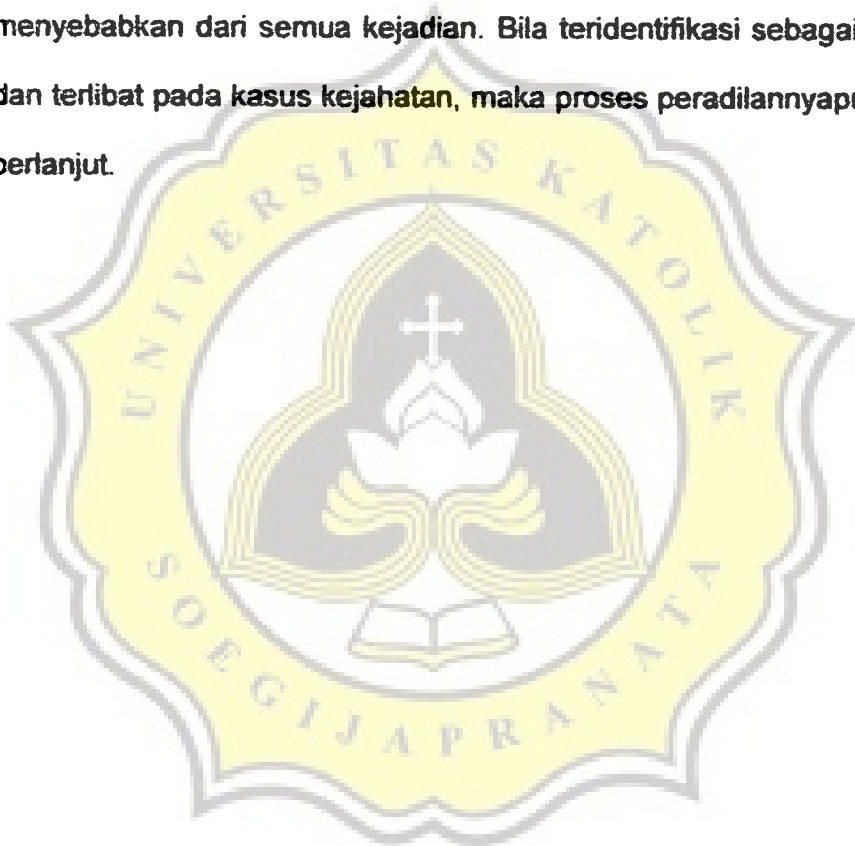 menyebabkan dari semua kejadian. Bila teridentifikasi sebagai
dan terlibat pada kasus kejahatan, maka proses peradilannyapu
berlanjut.
UNIVERSITAS KATOLIK
SOEGIJAPRANATA